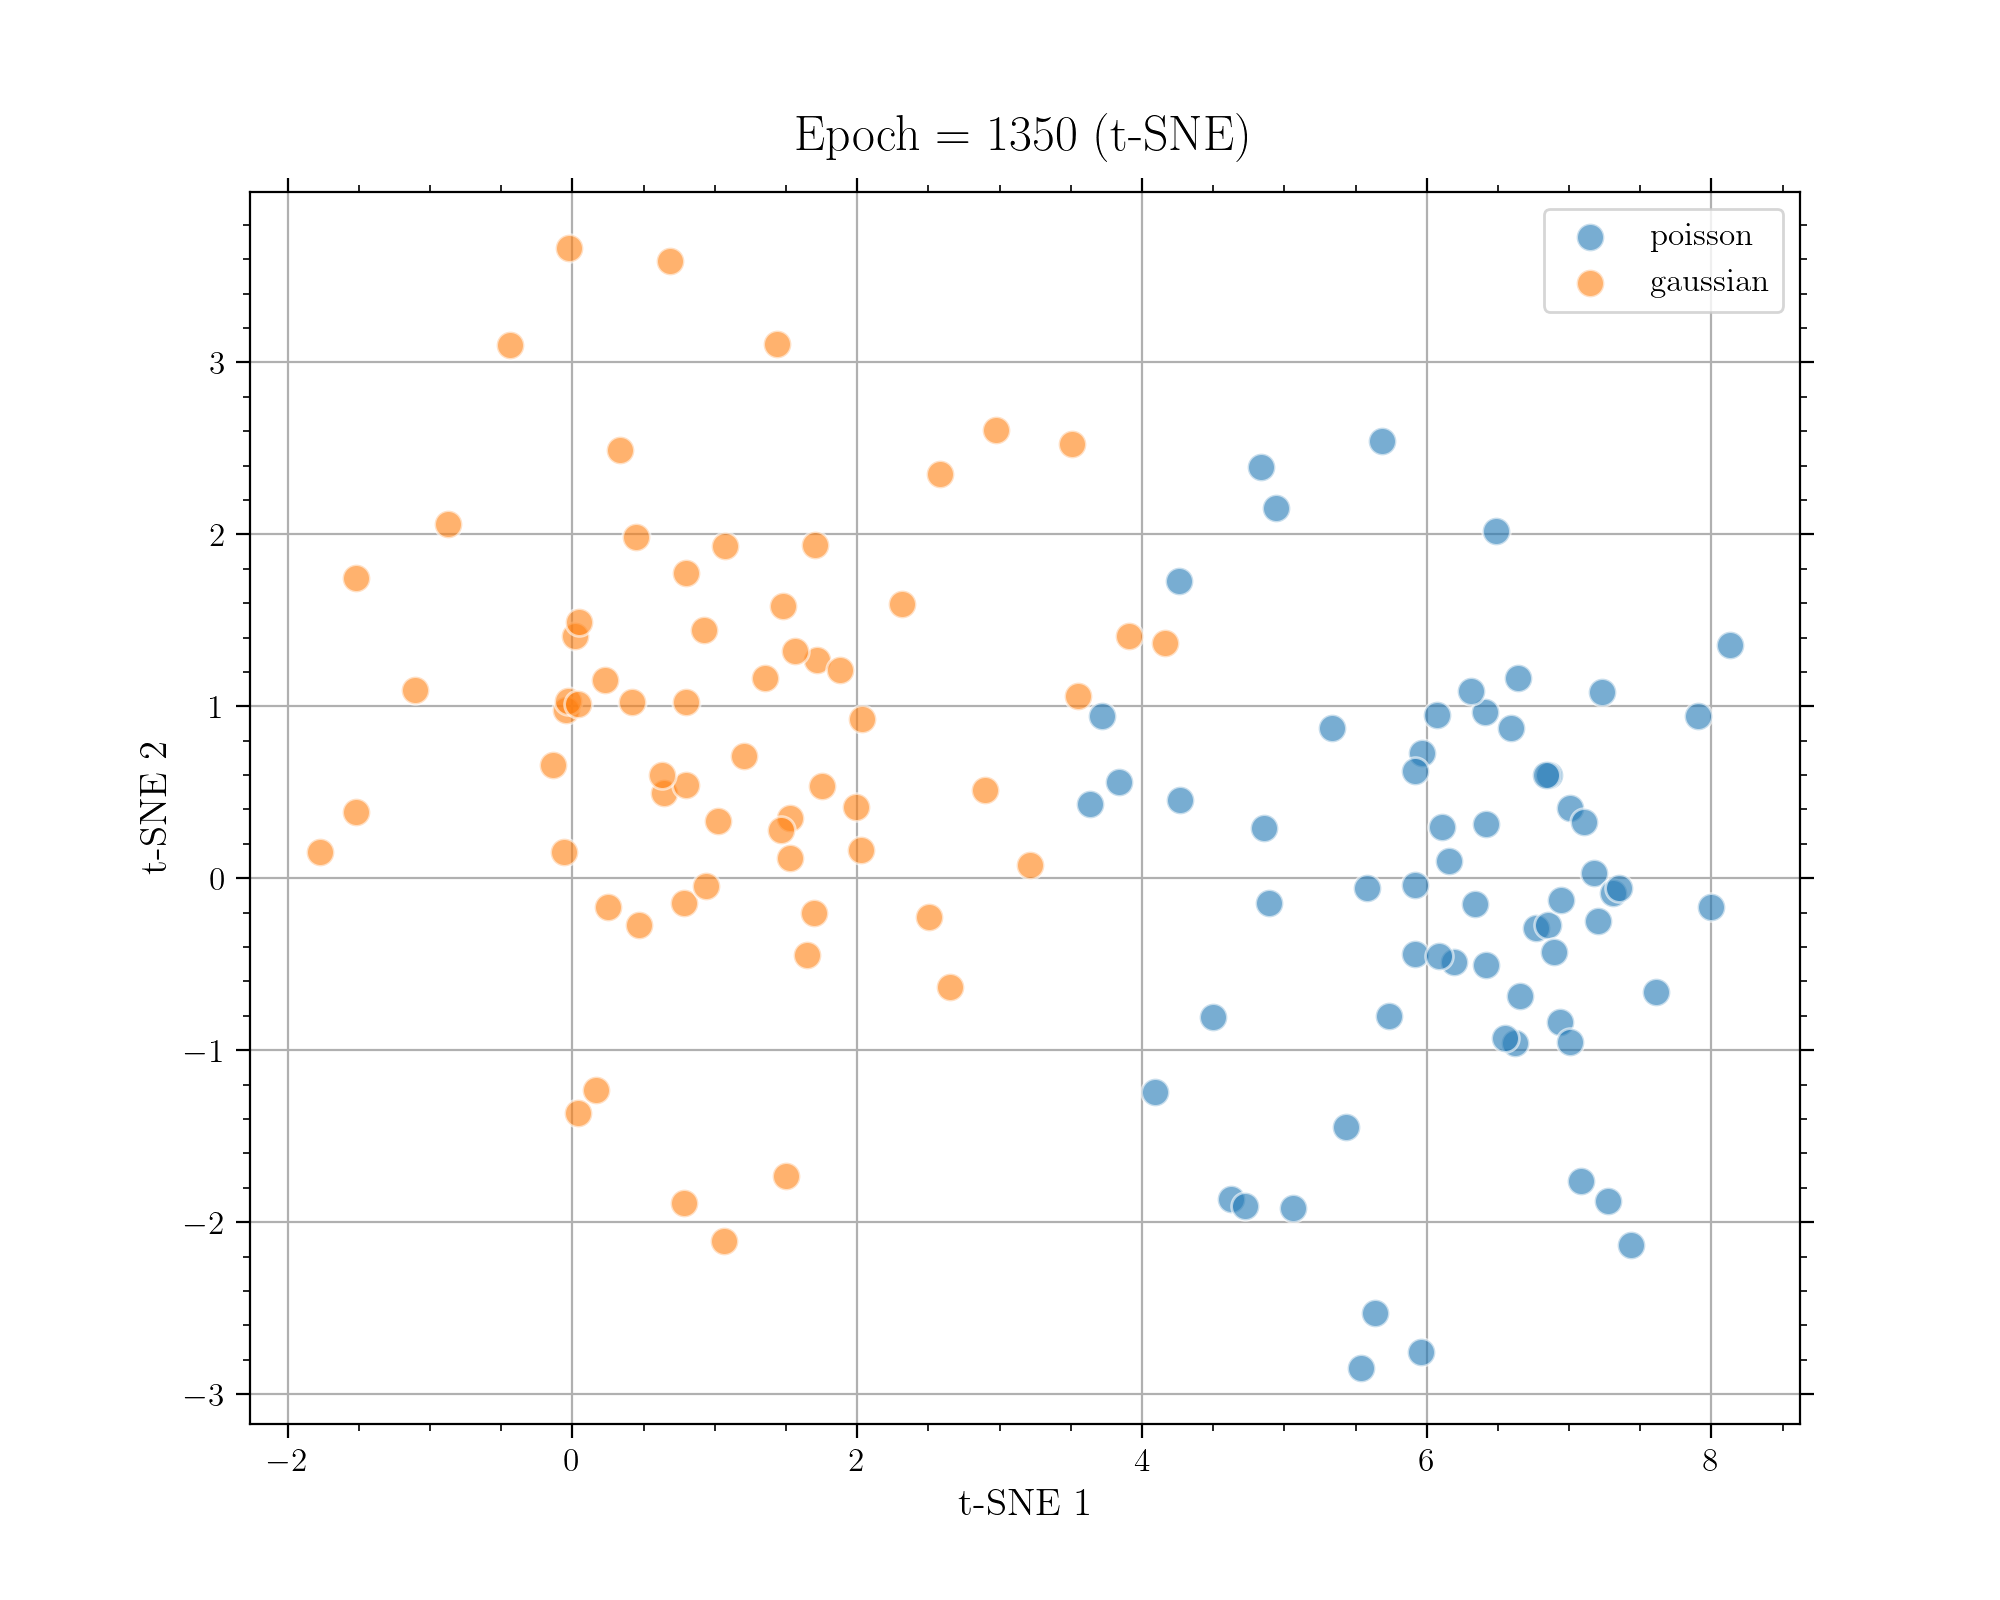 Epoch = 1350 (t-SNE)
poisson
gaussian
t-SNE 2
3
2
1
0
−1
−2
−3
−2 0 2 4 6 8
t-SNE 1